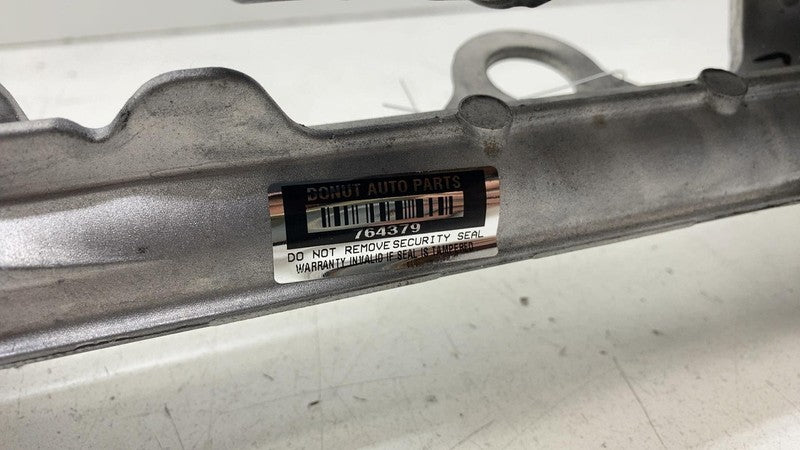 DONUT AUTO PARTS
764379
DO NOT REMOVE SECURITY SEAL
WARRANTY INVALID IF SEAL IS TAMPERED